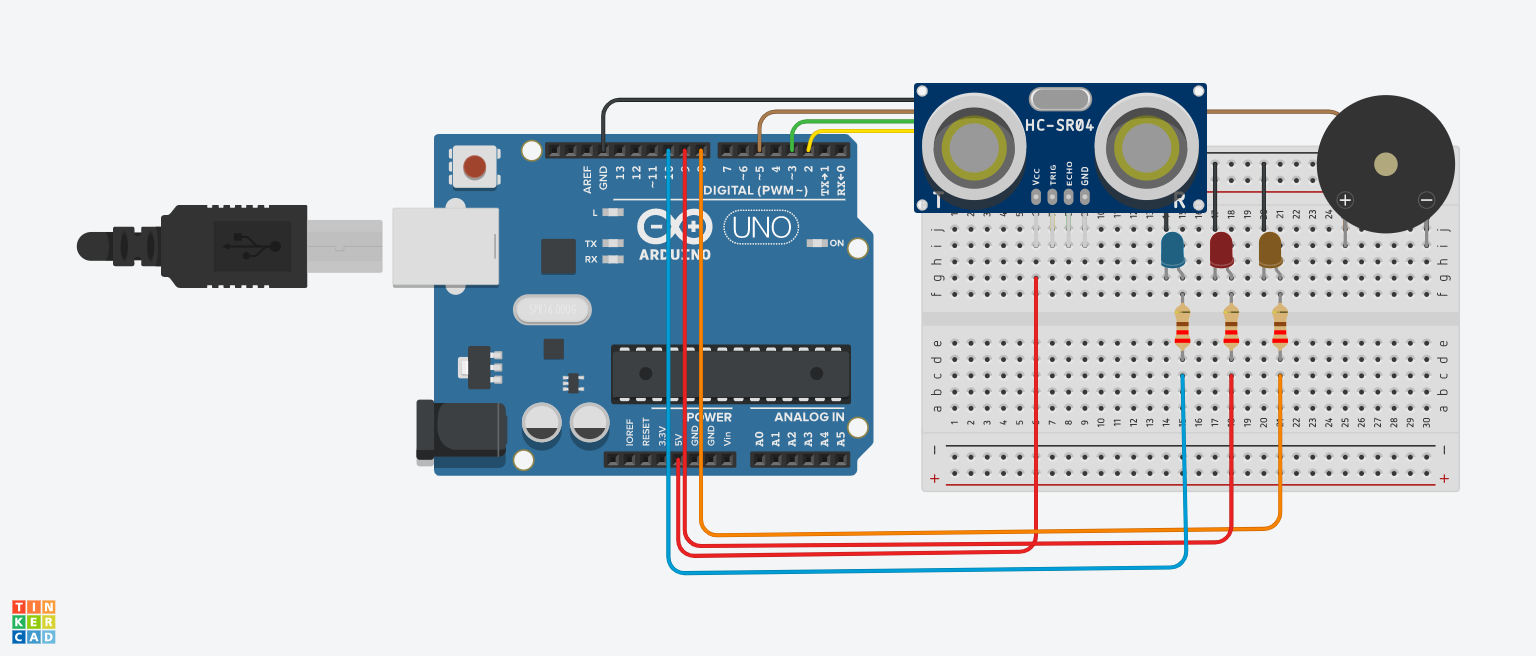 HC-SR04
VCC
TRIG
ECHO
GND
T
R
AREF
GND
13
12
~11
10
7
~6
~5
4
~3
2
TX→1
RX←0
DIGITAL (PWM~)
L
TX
RX
ARDUINO
UNO
ON
SMTL000G
POWER
ANALOG IN
IOREF
RESET
3.3V
5V
GND
GND
Vin
A0
A1
A2
A3
A4
A5
+
−
j
i
h
g
f
e
d
c
b
a
1 2 3 4 5 6 7 8 9 10 11 12 13 14 15 16 17 18 19 20 21 22 23 24 25 26 27 28 29 30
−
+
TIN
KER
CAD